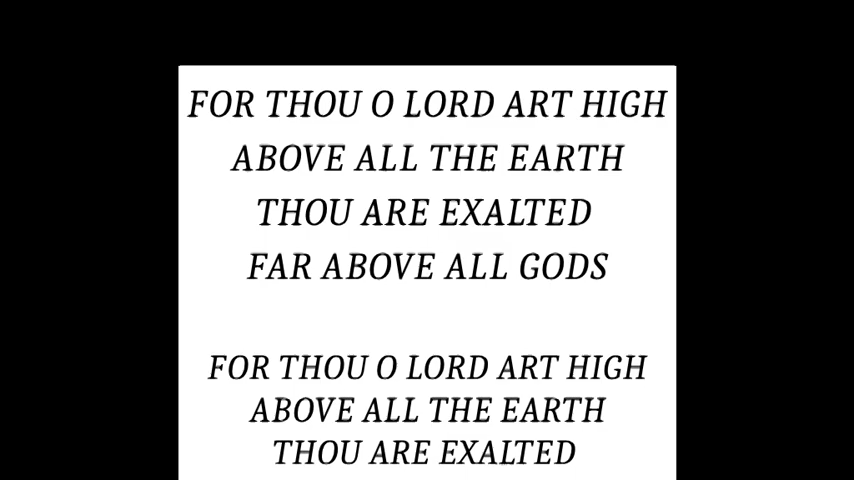 FOR THOU O LORD ART HIGH
ABOVE ALL THE EARTH
THOU ARE EXALTED
FAR ABOVE ALL GODS
FOR THOU O LORD ART HIGH
ABOVE ALL THE EARTH
THOU ARE EXALTED